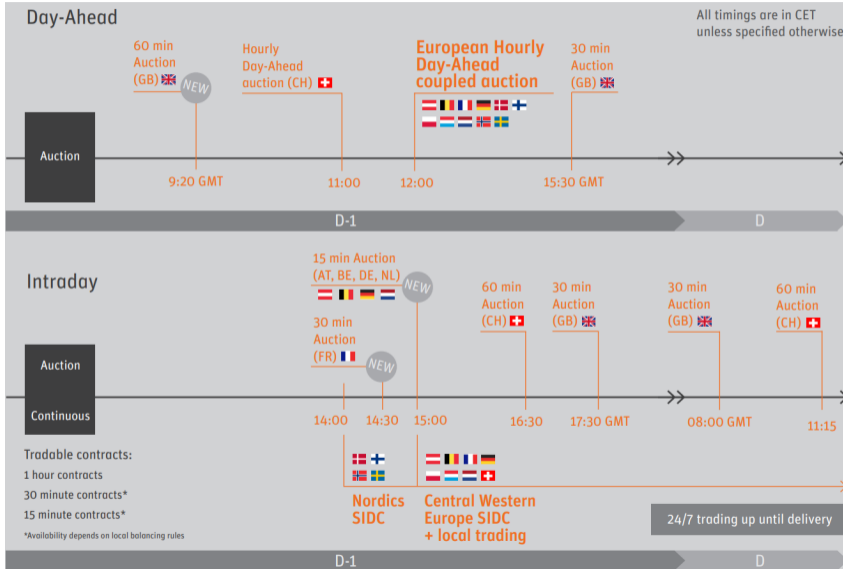 Day-Ahead
All timings are in CET
unless specified otherwise
60 min
Auction
(GB)
NEW
Hourly
Day-Ahead
auction (CH)
European Hourly
Day-Ahead
coupled auction
30 min
Auction
(GB)
Auction
9:20 GMT
11:00
12:00
15:30 GMT
D-1
D
Intraday
15 min Auction
(AT, BE, DE, NL)
NEW
30 min
Auction
(FR)
NEW
60 min
Auction
(CH)
30 min
Auction
(GB)
30 min
Auction
(GB)
60 min
Auction
(CH)
Auction
Continuous
14:00
14:30
15:00
16:30
17:30 GMT
08:00 GMT
11:15
Tradable contracts:
1 hour contracts
30 minute contracts*
15 minute contracts*
*Availability depends on local balancing rules
Nordics
SIDC
Central Western
Europe SIDC
+ local trading
24/7 trading up until delivery
D-1
D